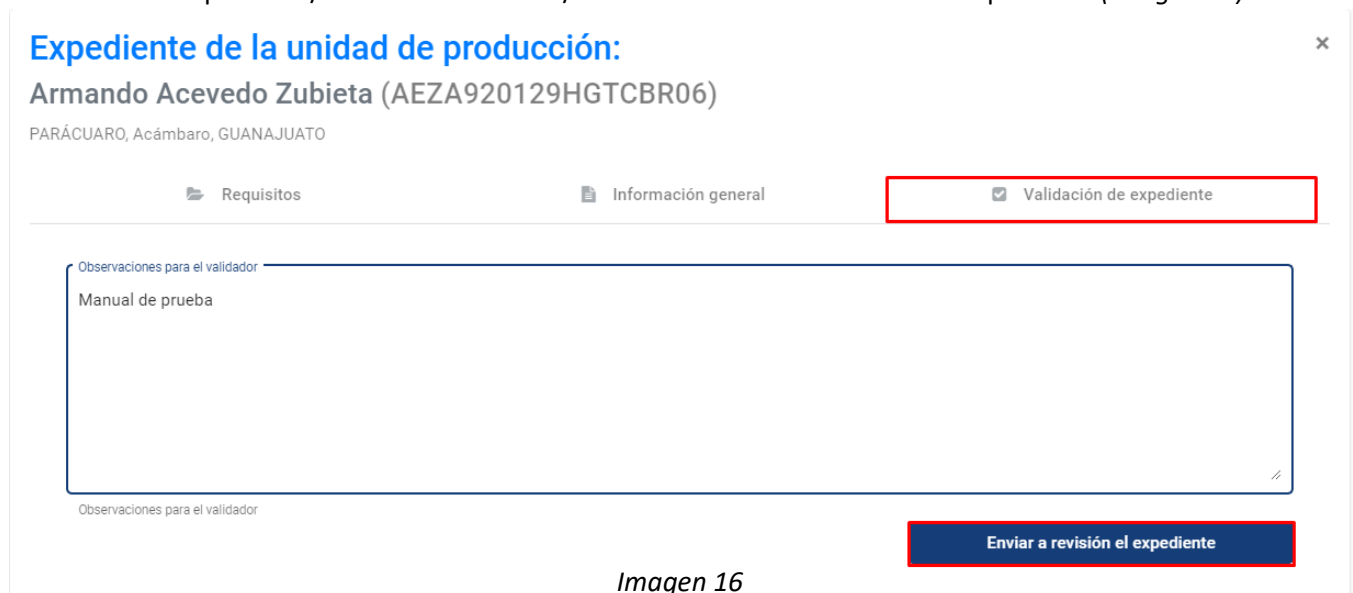 Expediente de la unidad de producción:
×
Armando Acevedo Zubieta (AEZA920129HGTCBR06)
PARÁCUARO, Acámbaro, GUANAJUATO
Requisitos
Información general
Validación de expediente
Observaciones para el validador
Manual de prueba
Observaciones para el validador
Enviar a revisión el expediente
Imagen 16